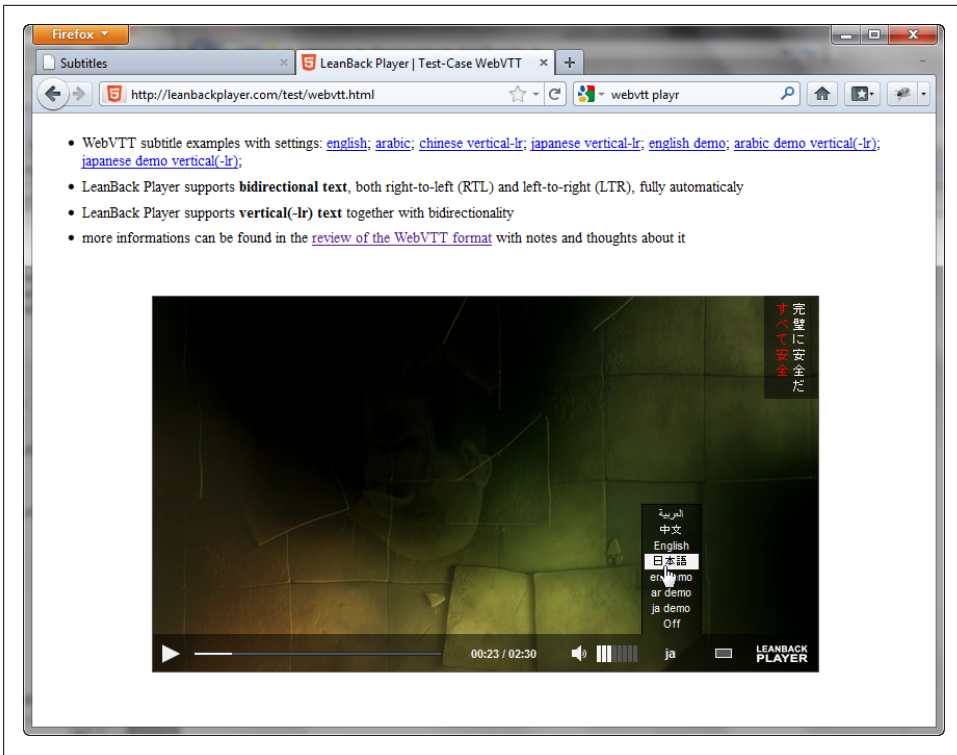 Firefox
Subtitles
LeanBack Player | Test-Case WebVTT
http://leanbackplayer.com/test/webvtt.html
webvtt playr
WebVTT subtitle examples with settings: english; arabic; chinese vertical-lr; japanese vertical-lr; english demo; arabic demo vertical(-lr);
japanese demo vertical(-lr);
LeanBack Player supports bidirectional text, both right-to-left (RTL) and left-to-right (LTR), fully automaticaly
LeanBack Player supports vertical(-lr) text together with bidirectionality
more informations can be found in the review of the WebVTT format with notes and thoughts about it
完璧に安全だ
すべて安全
العربية
中文
English
日本語
ar demo
ja demo
Off
00:23 / 02:30
ja
LEANBACK
PLAYER